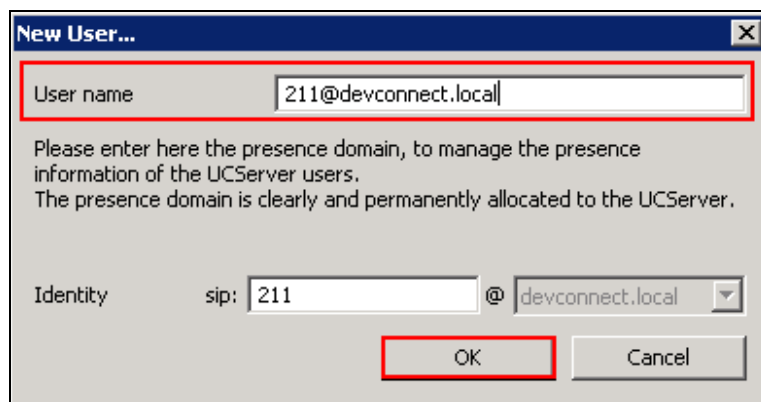 New User...
User name 211@devconnect.local
Please enter here the presence domain, to manage the presence
information of the UCServer users.
The presence domain is clearly and permanently allocated to the UCServer.
Identity sip: 211 @ devconnect.local
OK Cancel